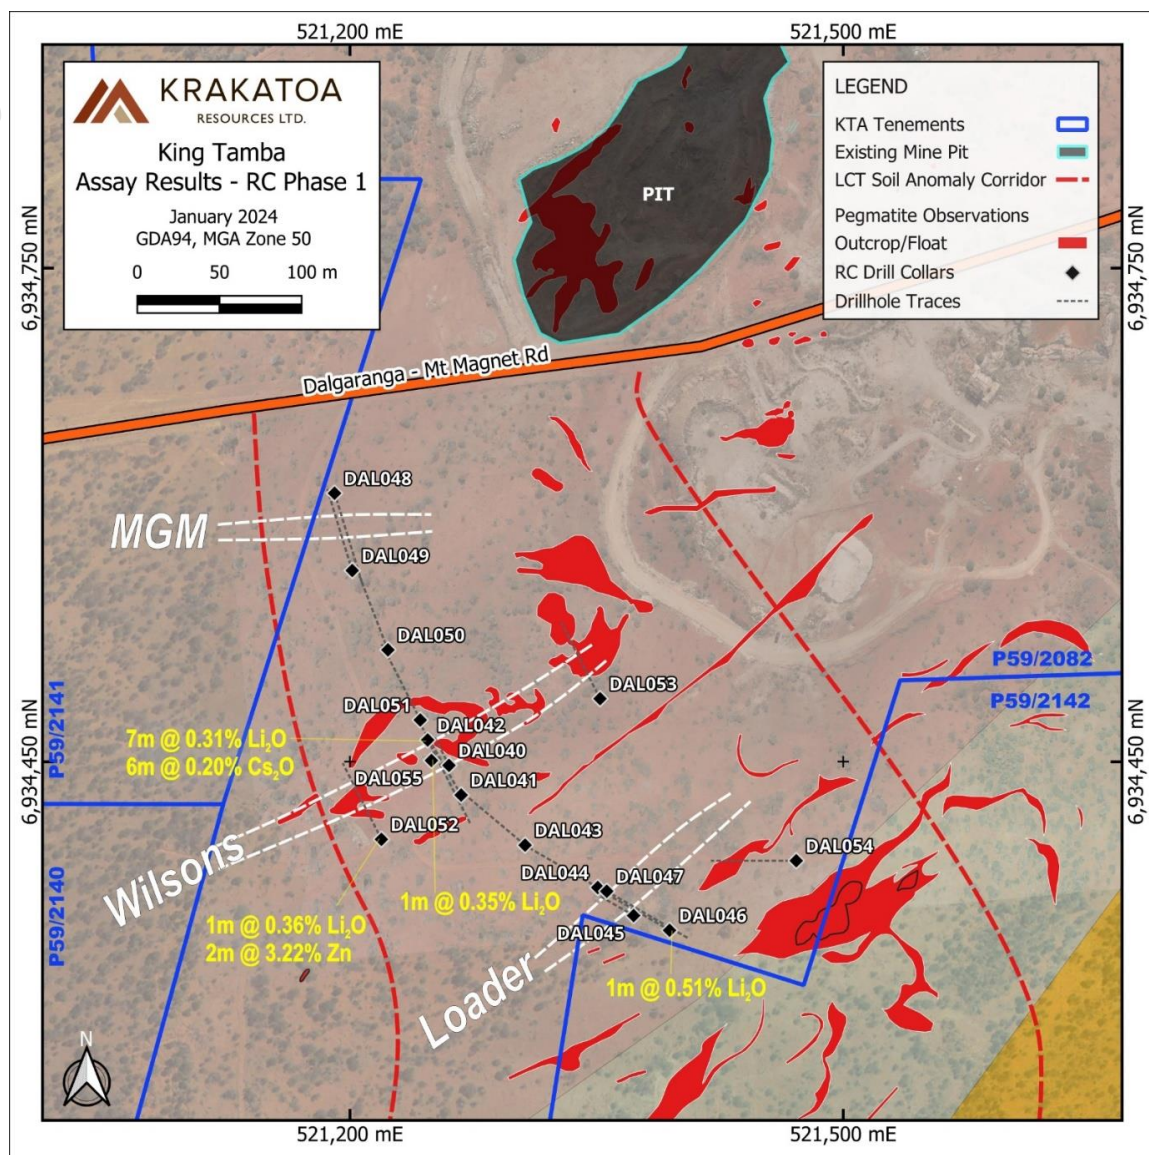 521,200 mE
521,500 mE
KRAKATOA
RESOURCES LTD.
King Tamba
Assay Results - RC Phase 1
January 2024
GDA94, MGA Zone 50
0 50 100 m
LEGEND
KTA Tenements
Existing Mine Pit
LCT Soil Anomaly Corridor
Pegmatite Observations
Outcrop/Float
RC Drill Collars
Drillhole Traces
PIT
6,934,750 mN
6,934,750 mN
Dalgaranga - Mt.Magnet Rd
DAL048
MGM
DAL049
DAL050
P59/2082
P59/2142
P59/2141
DAL053
DAL051
DAL042
7m @ 0.31% Li₂O
6m @ 0.20% Cs₂O
DAL040
DAL055
DAL041
6,934,450 mN
6,934,450 mN
DAL052
DAL043
Wilsons
DAL054
DAL044
DAL047
1m @ 0.35% Li₂O
P59/2140
1m @ 0.36% Li₂O
2m @ 3.22% Zn
DAL046
DAL045
Loader
1m @ 0.51% Li₂O
N
521,200 mE
521,500 mE